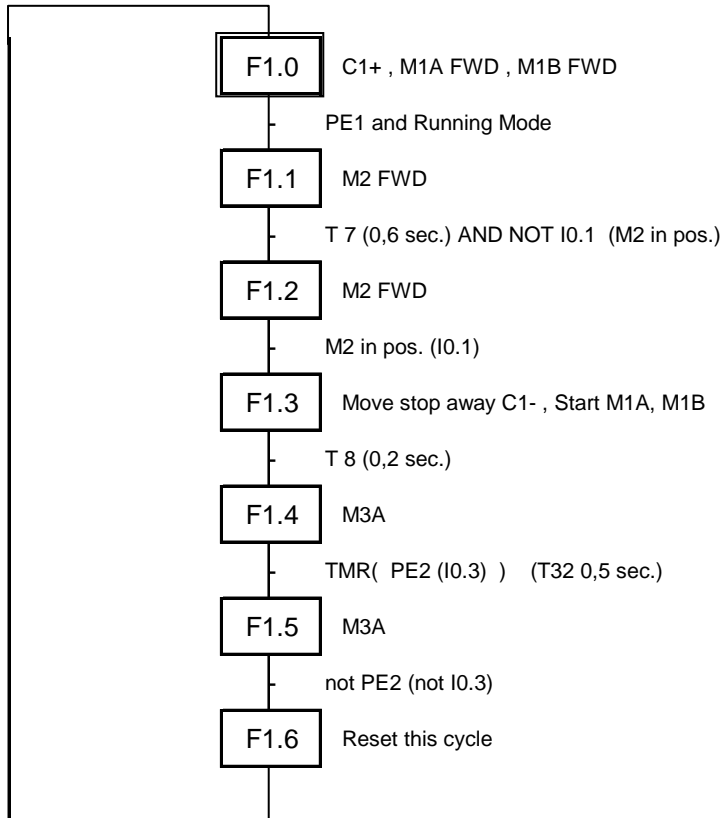 F1.0 C1+ , M1A FWD , M1B FWD
PE1 and Running Mode
F1.1 M2 FWD
T 7 (0,6 sec.) AND NOT I0.1 (M2 in pos.)
F1.2 M2 FWD
M2 in pos. (I0.1)
F1.3 Move stop away C1- , Start M1A, M1B
T 8 (0,2 sec.)
F1.4 M3A
TMR( PE2 (I0.3) ) (T32 0,5 sec.)
F1.5 M3A
not PE2 (not I0.3)
F1.6 Reset this cycle